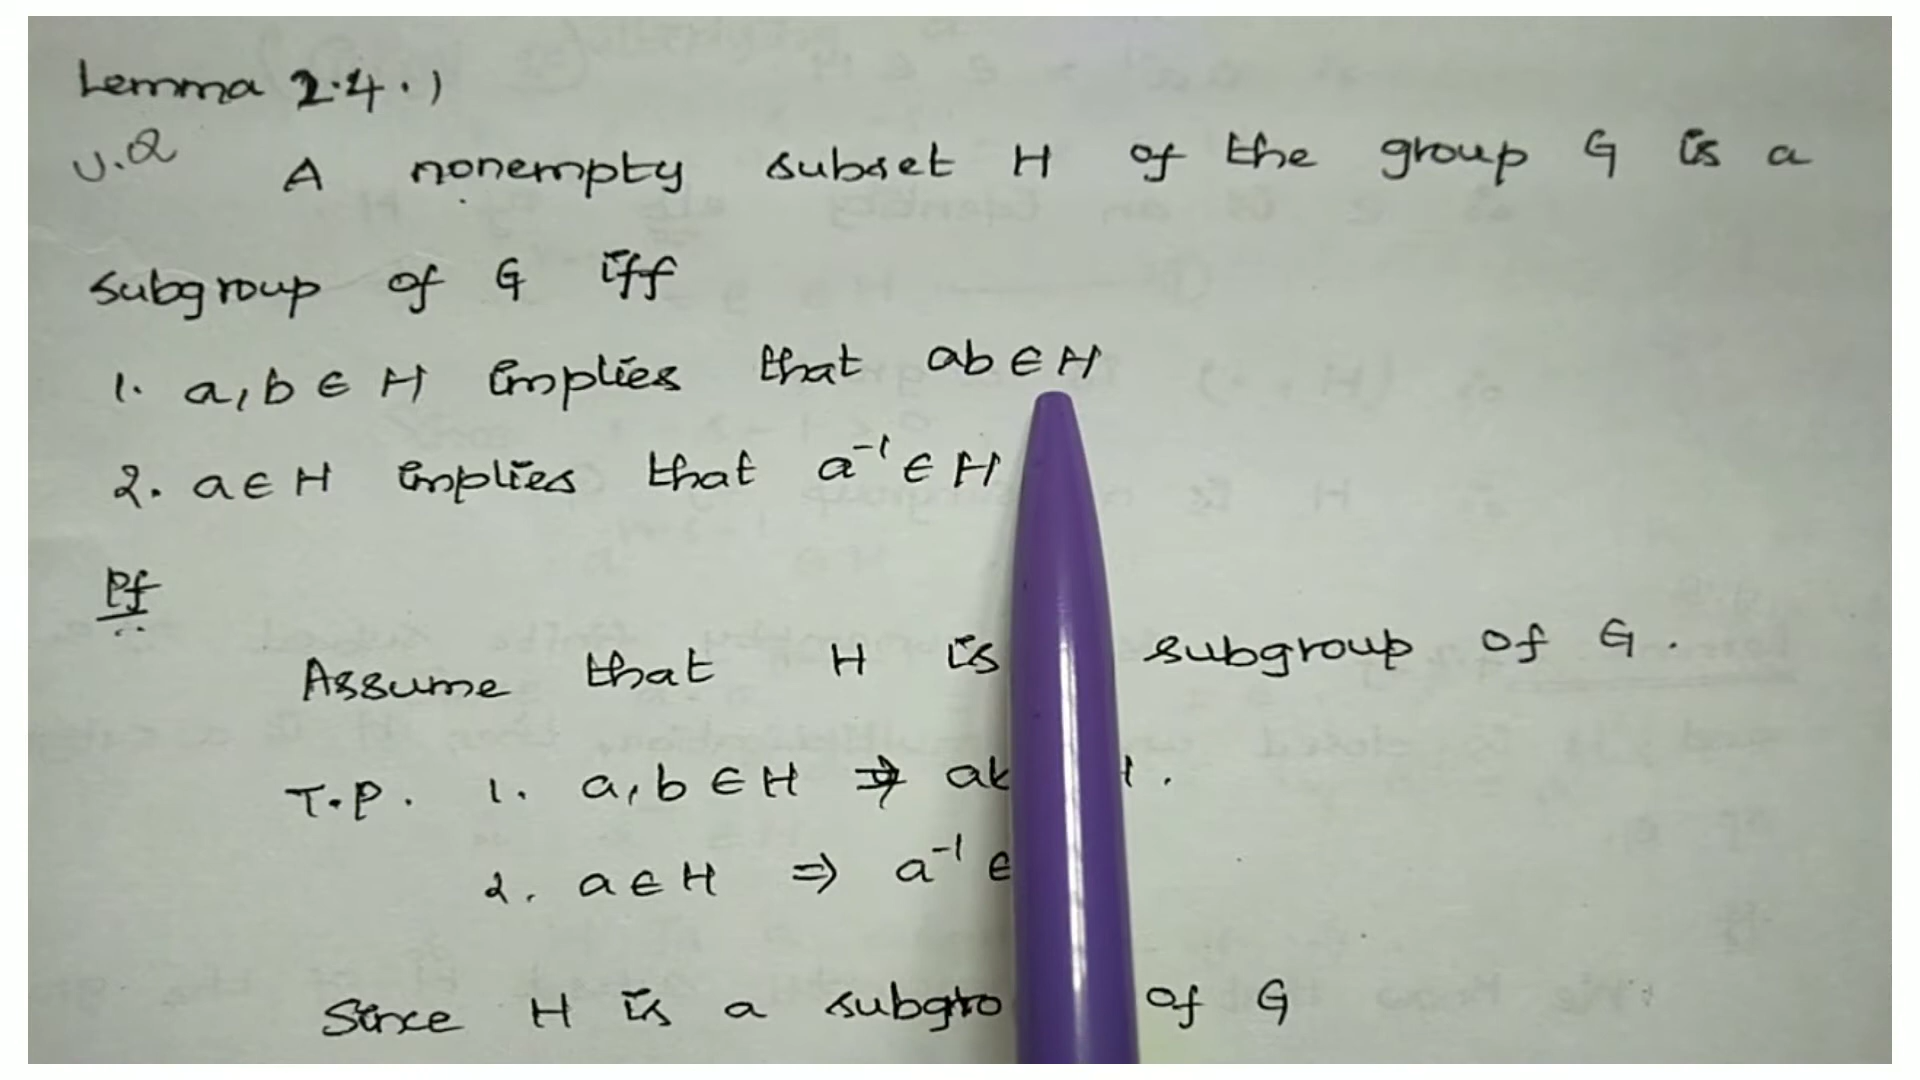 Lemma 2.4.1
U.Q A nonempty subset H of the group G is a
subgroup of G iff
1. a,b ∈ H implies that ab ∈ H
2. a ∈ H implies that a⁻¹ ∈ H
Pf
Assume that H is subgroup of G.
T.P. 1. a,b ∈ H ⇒
2. a ∈ H ⇒ a⁻¹ ∈
Since H is a of G